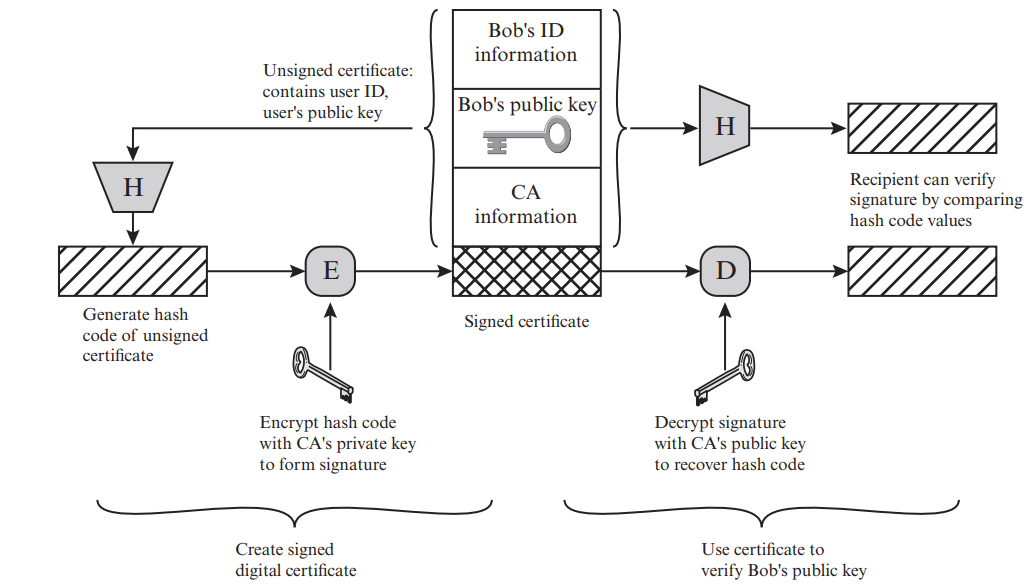 Bob's ID
information
Unsigned certificate:
contains user ID,
user's public key
Bob's public key
H
H
CA
information
Recipient can verify
signature by comparing
hash code values
E
D
Generate hash
code of unsigned
certificate
Signed certificate
Encrypt hash code
with CA's private key
to form signature
Decrypt signature
with CA's public key
to recover hash code
Create signed
digital certificate
Use certificate to
verify Bob's public key